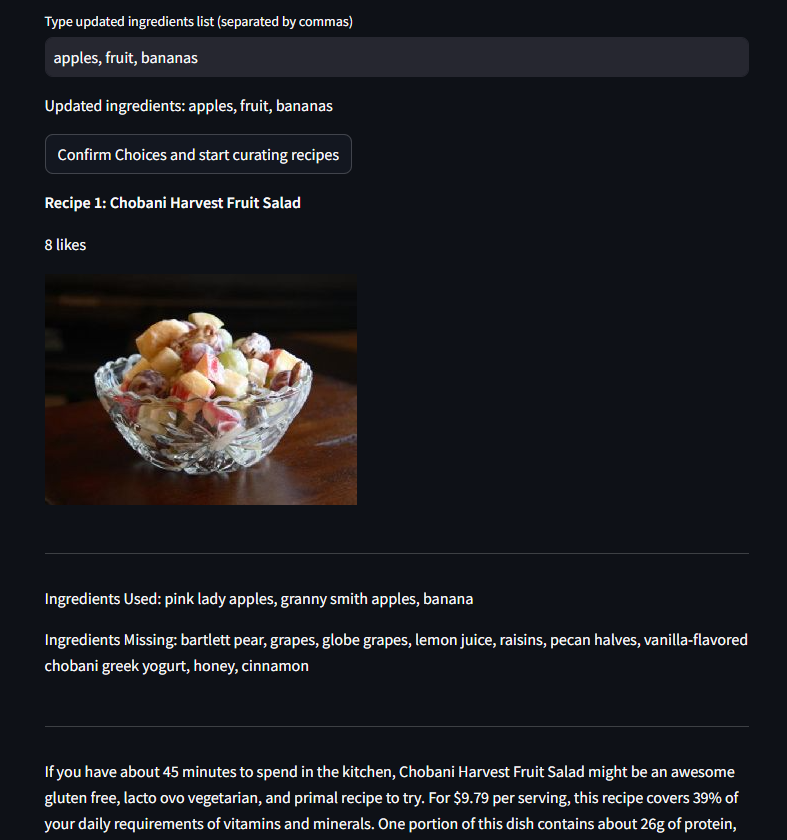 Type updated ingredients list (separated by commas)
apples, fruit, bananas
Updated ingredients: apples, fruit, bananas
Confirm Choices and start curating recipes
Recipe 1: Chobani Harvest Fruit Salad
8 likes
Ingredients Used: pink lady apples, granny smith apples, banana
Ingredients Missing: bartlett pear, grapes, globe grapes, lemon juice, raisins, pecan halves, vanilla-flavored
chobani greek yogurt, honey, cinnamon
If you have about 45 minutes to spend in the kitchen, Chobani Harvest Fruit Salad might be an awesome
gluten free, lacto ovo vegetarian, and primal recipe to try. For $9.79 per serving, this recipe covers 39% of
your daily requirements of vitamins and minerals. One portion of this dish contains about 26g of protein,